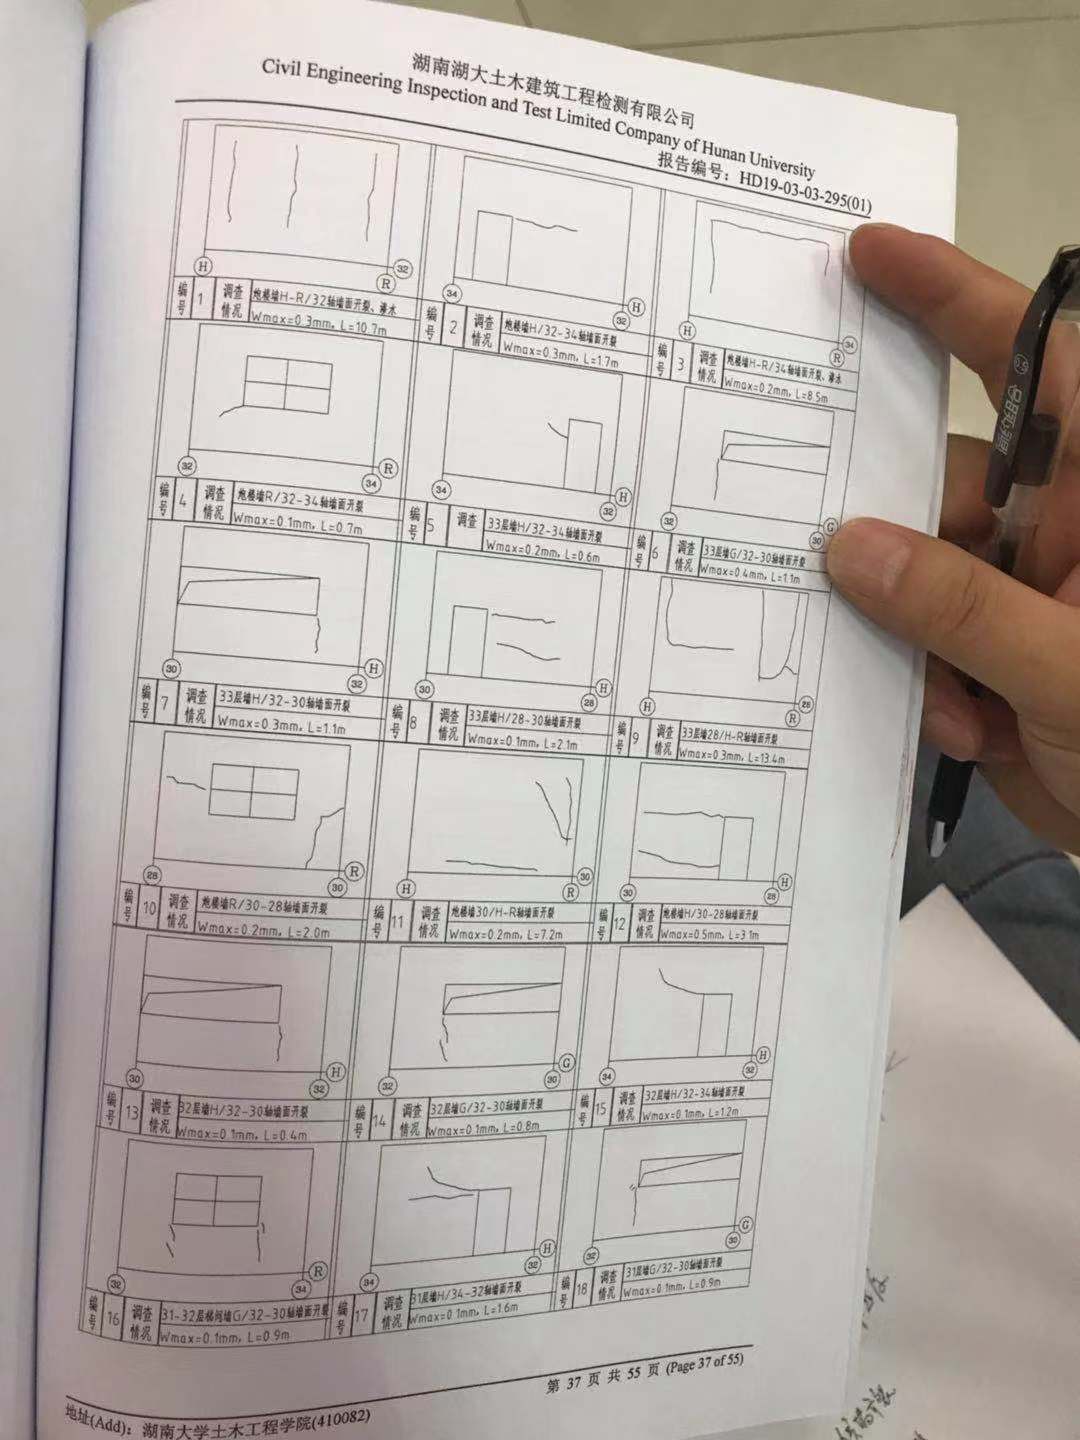 湖南湖大土木建筑工程检测有限公司
Civil Engineering Inspection and Test Limited Company of Hunan University
报告编号：HD19-03-03-295(01)
H R 32
34 32 H
H R 34
编号 1 调查情况 炮楼墙H-R/32轴墙面开裂、渗水
Wmax=0.3mm, L=10.7m
编号 2 调查情况 炮楼墙H/32-34轴墙面开裂
Wmax=0.3mm, L=1.7m
编号 3 调查情况 炮楼墙H-R/34轴墙面开裂、渗水
Wmax=0.2mm, L=8.5m
32 34 R
34 32 H
32 30 G
编号 4 调查情况 炮楼墙R/32-34轴墙面开裂
Wmax=0.1mm, L=0.7m
编号 5 调查 33层墙H/32-34轴墙面开裂
Wmax=0.2mm, L=0.6m
编号 6 调查情况 33层墙G/32-30轴墙面开裂
Wmax=0.4mm, L=1.1m
30 32 H
30 28 H
H R 28
编号 7 调查情况 33层墙H/32-30轴墙面开裂
Wmax=0.3mm, L=1.1m
编号 8 调查情况 33层墙H/28-30轴墙面开裂
Wmax=0.1mm, L=2.1m
编号 9 调查情况 33层墙28/H-R轴墙面开裂
Wmax=0.3mm, L=13.4m
28 30 R
H R 30
30 28 H
编号 10 调查情况 炮楼墙R/30-28轴墙面开裂
Wmax=0.2mm, L=2.0m
编号 11 调查情况 炮楼墙30/H-R轴墙面开裂
Wmax=0.2mm, L=7.2m
编号 12 调查情况 炮楼墙H/30-28轴墙面开裂
Wmax=0.5mm, L=3.1m
30 32 H
32 30 G
34 32 H
编号 13 调查情况 32层墙H/32-30轴墙面开裂
Wmax=0.1mm, L=0.4m
编号 14 调查情况 32层墙G/32-30轴墙面开裂
Wmax=0.1mm, L=0.8m
编号 15 调查情况 32层墙H/32-34轴墙面开裂
Wmax=0.1mm, L=1.2m
32 34 R
34 32 H
32 30 G
编号 16 调查情况 31-32层梯间墙G/32-30轴墙面开裂
Wmax=0.1mm, L=0.9m
编号 17 调查情况 31层墙H/34-32轴墙面开裂
Wmax=0.1mm, L=1.6m
编号 18 调查情况 31层墙G/32-30轴墙面开裂
Wmax=0.1mm, L=0.9m
第 37 页 共 55 页 (Page 37 of 55)
地址(Add)：湖南大学土木工程学院(410082)